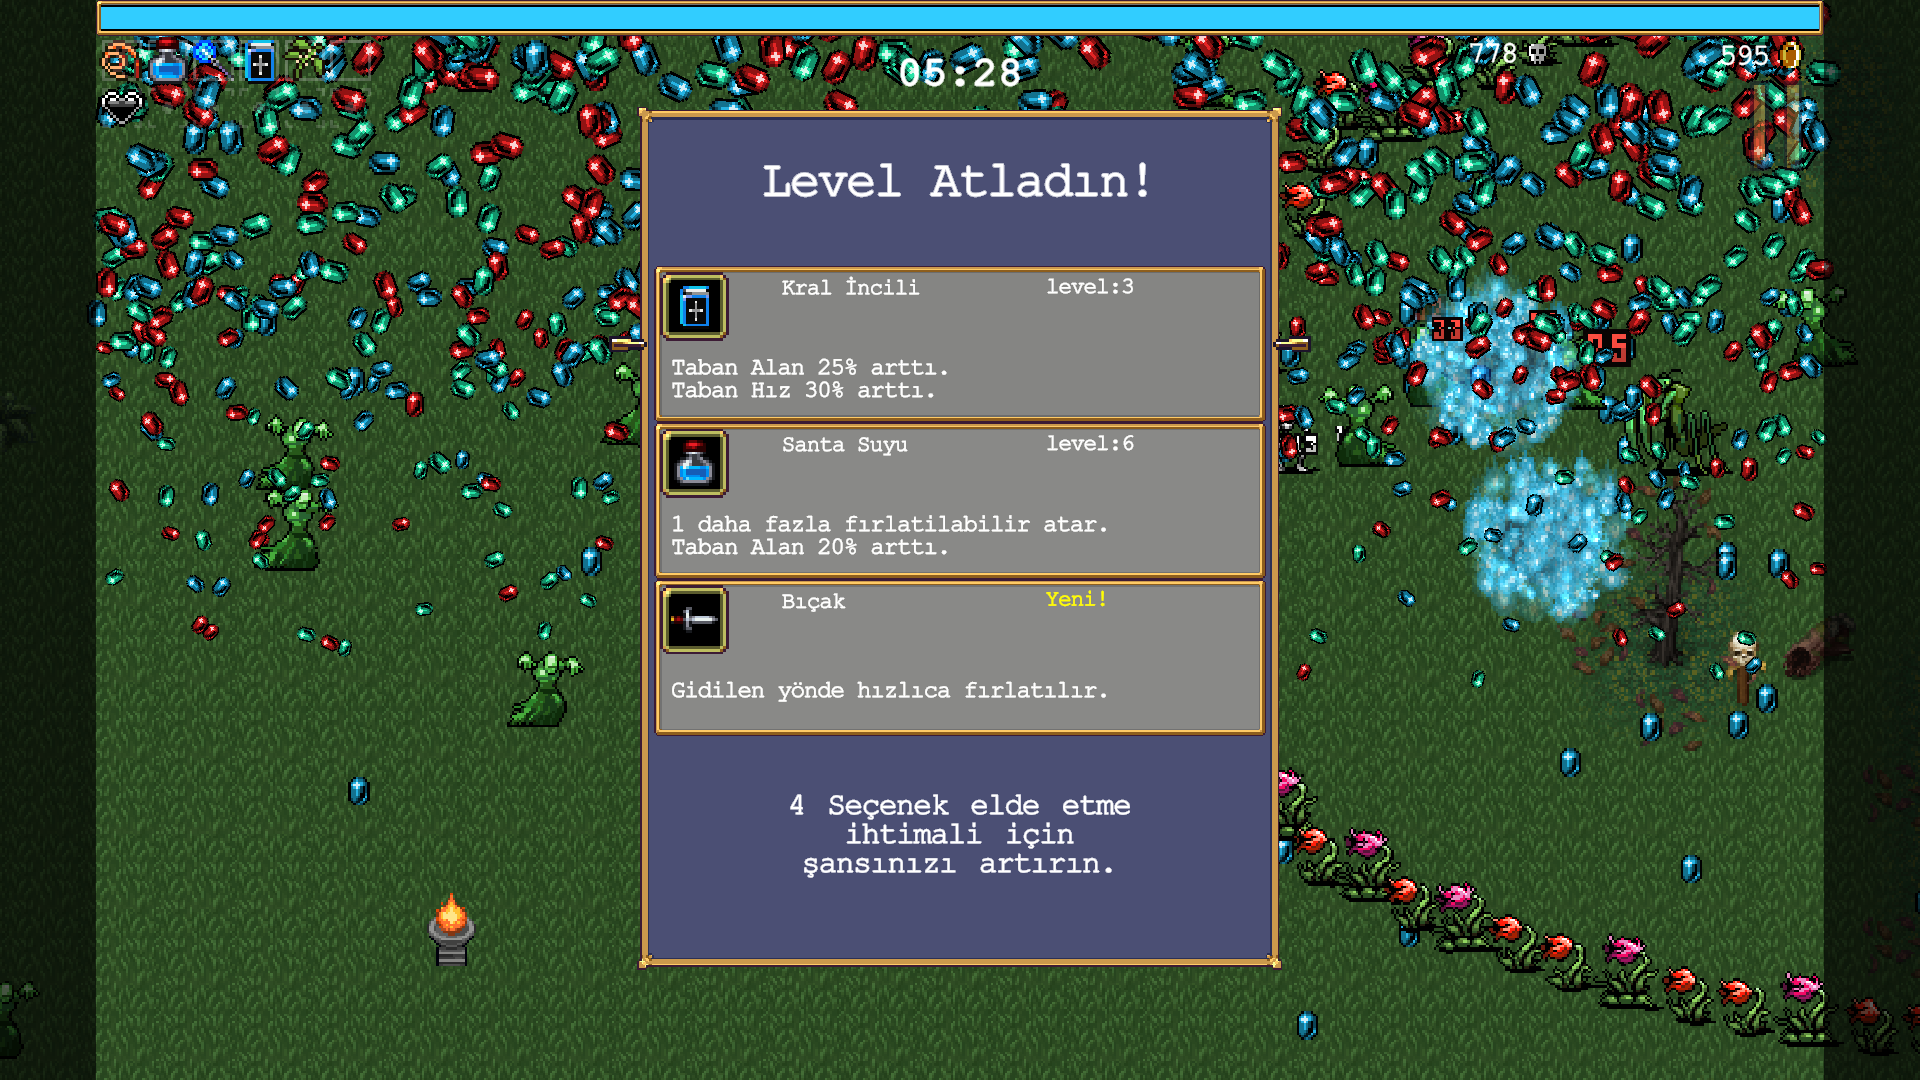 05:28
778
595
Level Atladın!
Kral İncili level:3
Taban Alan 25% arttı.
Taban Hız 30% arttı.
33
Santa Suyu level:6
1 daha fazla fırlatilabilir atar.
Taban Alan 20% arttı.
Bıçak Yeni!
Gidilen yönde hızlıca fırlatılır.
4 Seçenek elde etme
ihtimali için
şansınızı artırın.